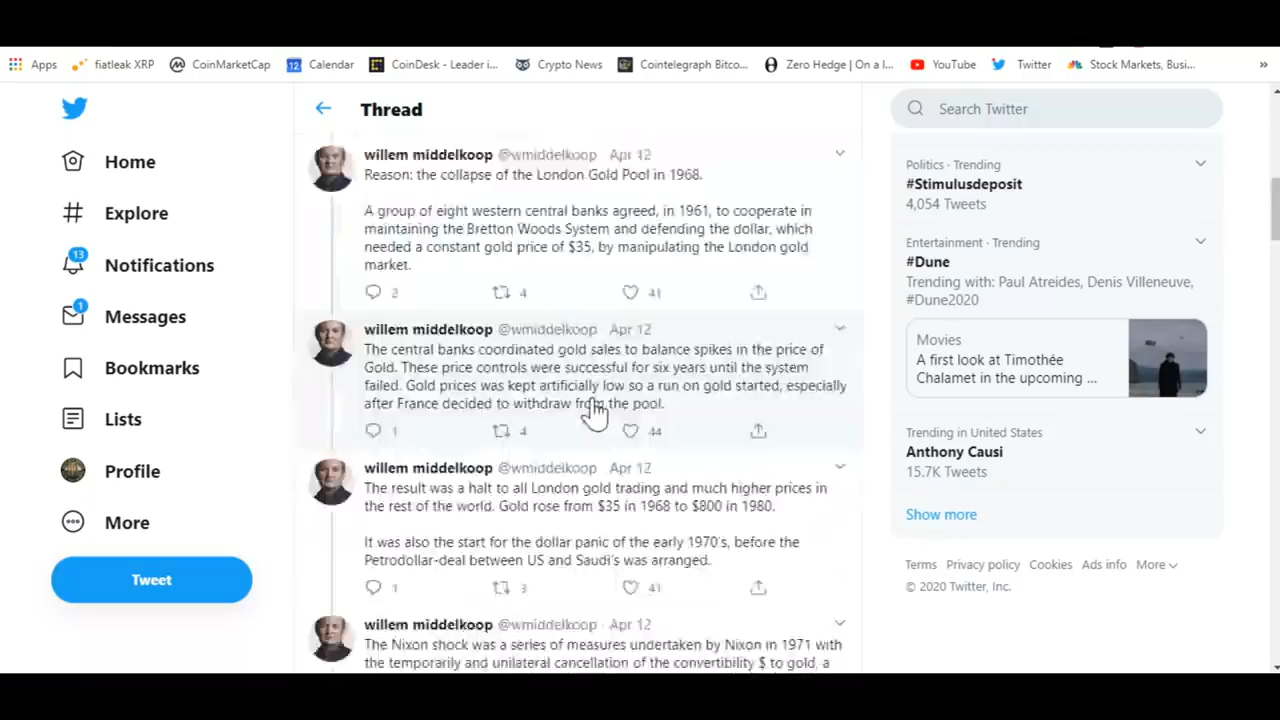 Apps
fiatleak XRP
CoinMarketCap
12
Calendar
CoinDesk - Leader i...
Crypto News
Cointelegraph Bitco...
Zero Hedge | On a l...
YouTube
Twitter
Stock Markets, Busi...
»
Home
Explore
13
Notifications
1
Messages
Bookmarks
Lists
Profile
More
Tweet
Thread
willem middelkoop @wmiddelkoop · Apr 12
Reason: the collapse of the London Gold Pool in 1968.
A group of eight western central banks agreed, in 1961, to cooperate in
maintaining the Bretton Woods System and defending the dollar, which
needed a constant gold price of $35, by manipulating the London gold
market.
2 4 41
willem middelkoop @wmiddelkoop · Apr 12
The central banks coordinated gold sales to balance spikes in the price of
Gold. These price controls were successful for six years until the system
failed. Gold prices was kept artificially low so a run on gold started, especially
after France decided to withdraw from the pool.
1 4 44
willem middelkoop @wmiddelkoop · Apr 12
The result was a halt to all London gold trading and much higher prices in
the rest of the world. Gold rose from $35 in 1968 to $800 in 1980.
It was also the start for the dollar panic of the early 1970's, before the
Petrodollar-deal between US and Saudi's was arranged.
1 3 41
willem middelkoop @wmiddelkoop · Apr 12
The Nixon shock was a series of measures undertaken by Nixon in 1971 with
the temporarily and unilateral cancellation of the convertibility $ to gold, a
Search Twitter
Politics · Trending
#Stimulusdeposit
4,054 Tweets
Entertainment · Trending
#Dune
Trending with: Paul Atreides, Denis Villeneuve,
#Dune2020
Movies
A first look at Timothée
Chalamet in the upcoming ...
Trending in United States
Anthony Causi
15.7K Tweets
Show more
Terms Privacy policy Cookies Ads info More
© 2020 Twitter, Inc.